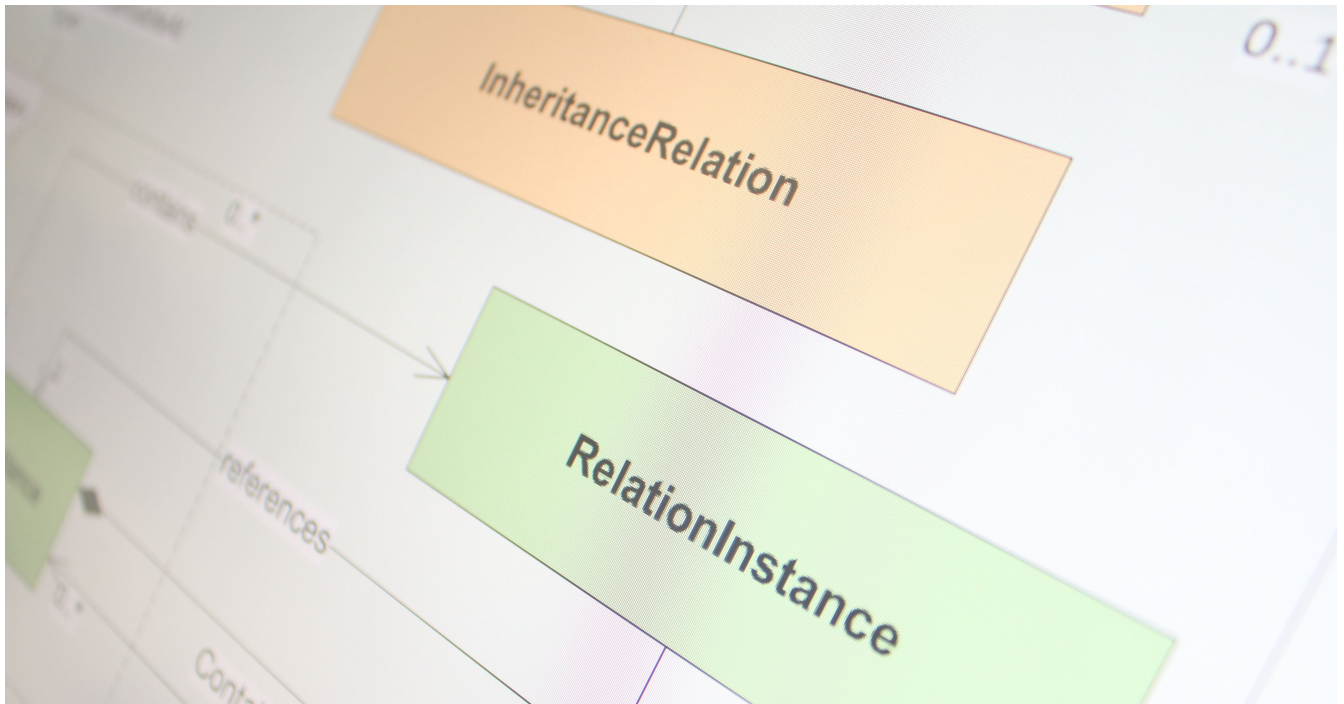 0..1
InheritanceRelation
contains
0..*
RelationInstance
references
0..*